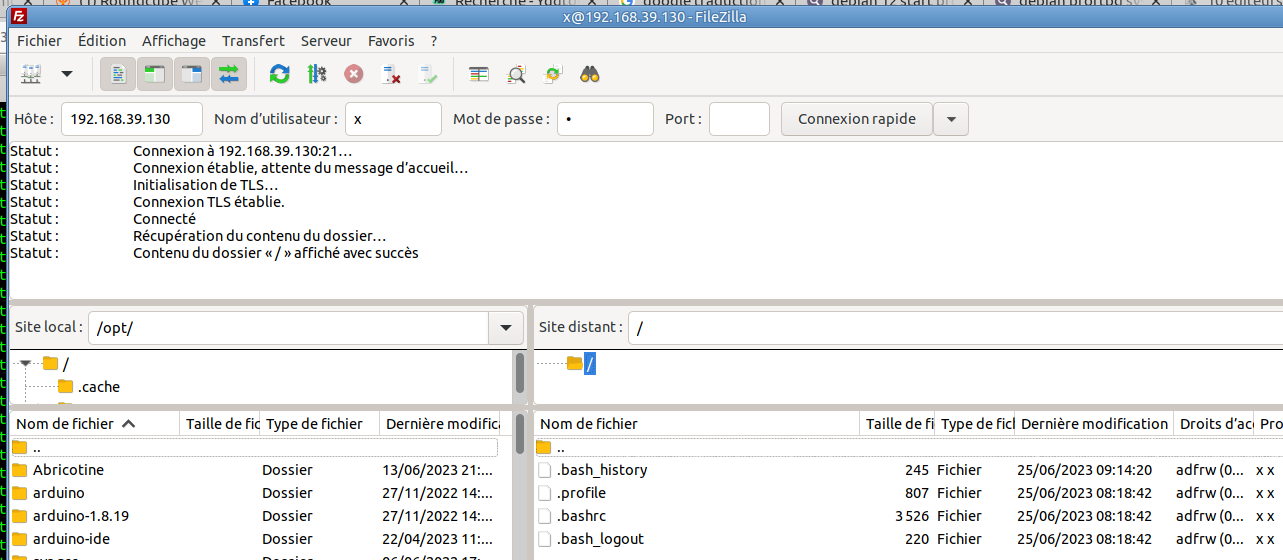 x@192.168.39.130 - FileZilla
Fichier Édition Affichage Transfert Serveur Favoris ?
Hôte : 192.168.39.130 Nom d'utilisateur : x Mot de passe : • Port : Connexion rapide
Statut : Connexion à 192.168.39.130:21...
Statut : Connexion établie, attente du message d'accueil...
Statut : Initialisation de TLS...
Statut : Connexion TLS établie.
Statut : Connecté
Statut : Récupération du contenu du dossier...
Statut : Contenu du dossier « / » affiché avec succès
Site local : /opt/ Site distant : /
/ /
.cache
Nom de fichier Taille de fic Type de fichier Dernière modifica Nom de fichier Taille de fi Type de fich Dernière modification Droits d'acc Pro
.. ..
Abricotine Dossier 13/06/2023 21:... .bash_history 245 Fichier 25/06/2023 09:14:20 adfrw (0... x x
arduino Dossier 27/11/2022 14:... .profile 807 Fichier 25/06/2023 08:18:42 adfrw (0... x x
arduino-1.8.19 Dossier 27/11/2022 14:... .bashrc 3 526 Fichier 25/06/2023 08:18:42 adfrw (0... x x
arduino-ide Dossier 22/04/2023 11:... .bash_logout 220 Fichier 25/06/2023 08:18:42 adfrw (0... x x